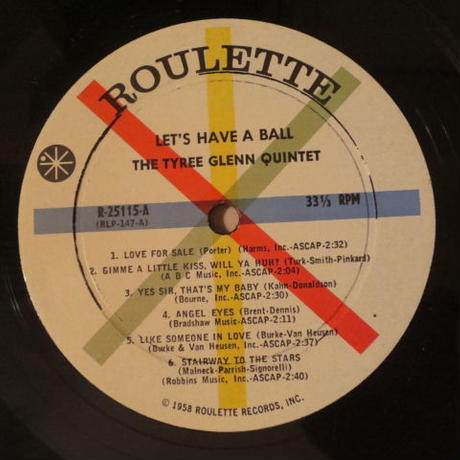 ROULETTE
LET'S HAVE A BALL
THE TYREE GLENN QUINTET
R-25115-A
(RLP-147-A)
33⅓ RPM
1. LOVE FOR SALE (Porter) (Harms, Inc.-ASCAP-2:32)
2. GIMME A LITTLE KISS, WILL YA HUH? (Turk-Smith-Pinkard)
(A B C Music, Inc.-ASCAP-2:04)
3. YES SIR, THAT'S MY BABY (Kahn-Donaldson)
(Bourne, Inc.-ASCAP-2:30)
4. ANGEL EYES (Brent-Dennis)
(Bradshaw Music-ASCAP-2:11)
5. LIKE SOMEONE IN LOVE (Burke-Van Heusen)
(Burke & Van Heusen, Inc.-ASCAP-2:37)
6. STAIRWAY TO THE STARS
(Malneck-Parrish-Signorelli)
(Robbins Music, Inc.-ASCAP-2:40)
© 1958 ROULETTE RECORDS, INC.